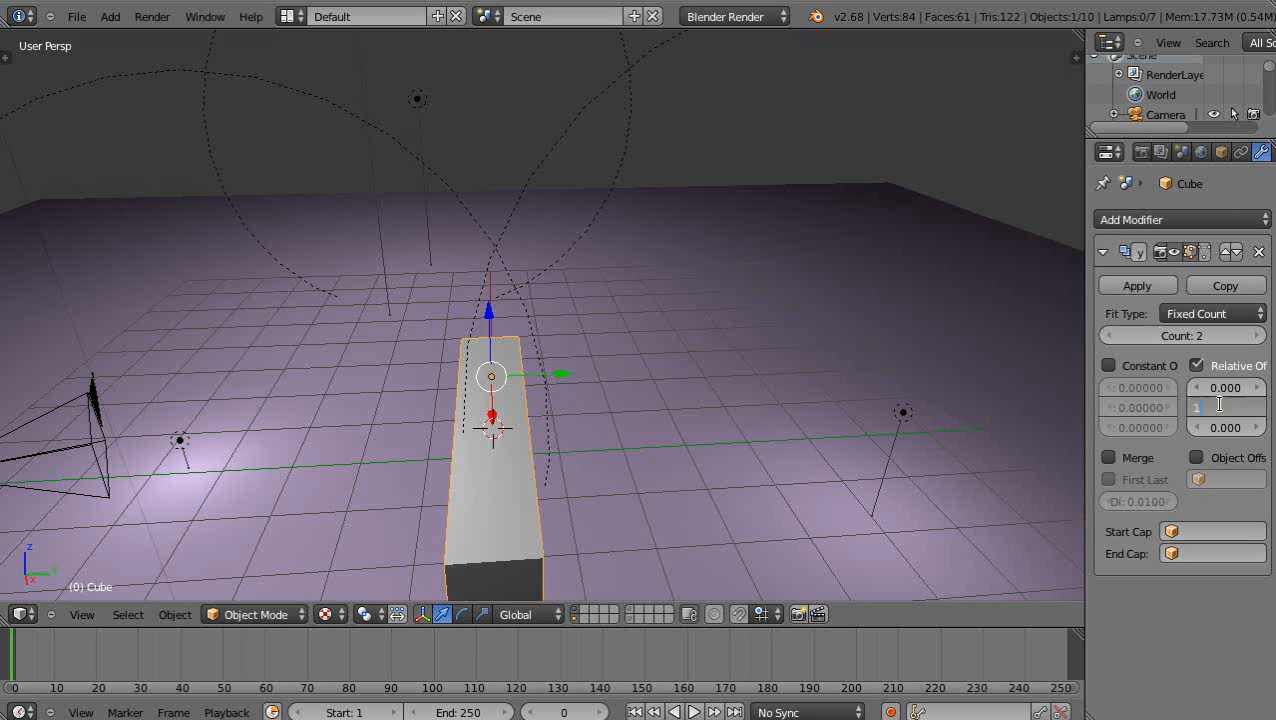 File Add Render Window Help Default Scene Blender Render v2.68 | Verts:84 | Faces:61 | Tris:122 | Objects:1/10 | Lamps:0/7 | Mem:17.73M (0.54M
User Persp
View Search All Sc
Scene
RenderLaye
World
Camera
Cube
Add Modifier
y
Apply Copy
Fit Type: Fixed Count
Count: 2
Constant O Relative Of
: 0.00000 0.000
: 0.00000 1
: 0.00000 0.000
Merge Object Offs
First Last
Di: 0.0100
Start Cap
End Cap:
z
Y
x
(0) Cube
View Select Object Object Mode Global
0 10 20 30 40 50 60 70 80 90 100 110 120 130 140 150 160 170 180 190 200 210 220 230 240 250
View Marker Frame Playback Start: 1 End: 250 0 No Sync